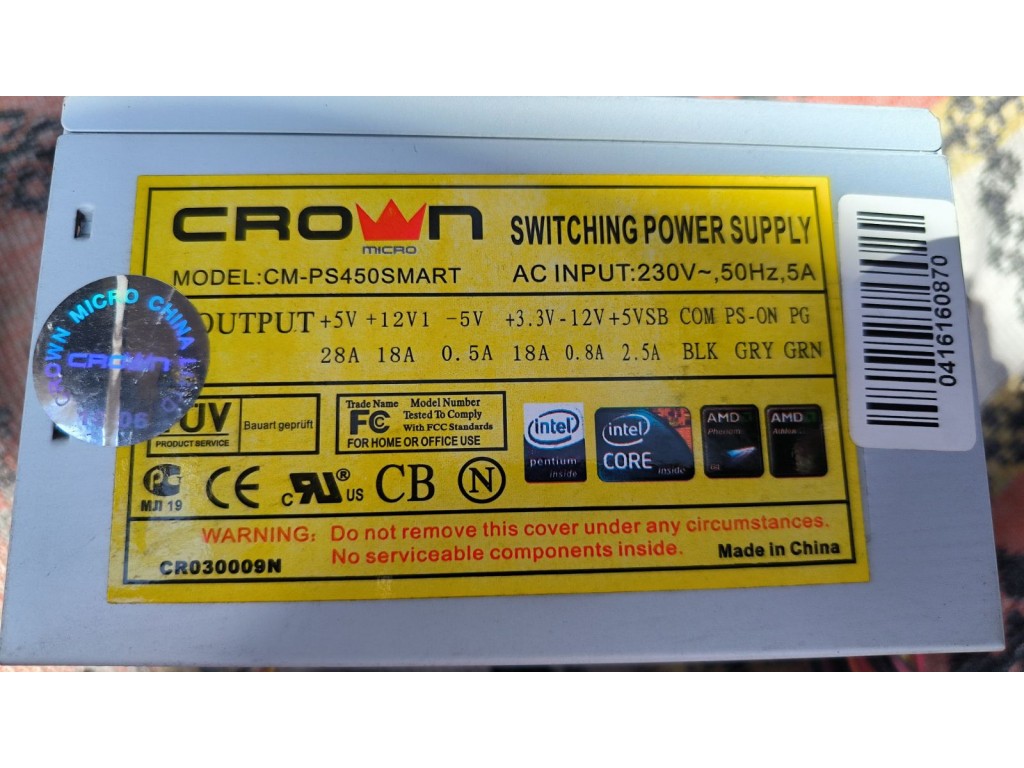 CROWN
MICRO
SWITCHING POWER SUPPLY
MODEL:CM-PS450SMART
AC INPUT:230V~,50Hz,5A
OUTPUT +5V +12V1 -5V +3.3V -12V +5VSB COM PS-ON PG
28A 18A 0.5A 18A 0.8A 2.5A BLK GRY GRN
CROWN MICRO CHINA
CROWN
TÜV
PRODUCT SERVICE
Bauart geprüft
Trade Name
FC
Model Number
Tested To Comply
With FCC Standards
FOR HOME OR OFFICE USE
intel
pentium
inside
intel
CORE
inside
AMD
AMD
МЛ 19
CE
c RU ® US
CB
N
WARNING: Do not remove this cover under any circumstances.
No serviceable components inside.
CR030009N
Made in China
0416160870